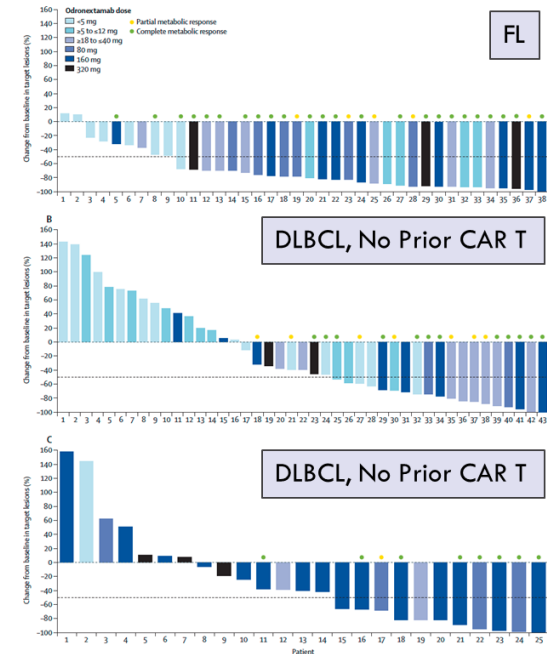 Odronextamab dose
<5 mg
≥5 to ≤12 mg
≥18 to ≤40 mg
80 mg
160 mg
320 mg
Partial metabolic response
Complete metabolic response
FL
Change from baseline in target lesions (%)
160
140
120
100
80
60
40
20
0
−20
−40
−60
−80
−100
1 2 3 4 5 6 7 8 9 10 11 12 13 14 15 16 17 18 19 20 21 22 23 24 25 26 27 28 29 30 31 32 33 34 35 36 37 38
B
DLBCL, No Prior CAR T
Change from baseline in target lesions (%)
160
140
120
100
80
60
40
20
0
−20
−40
−60
−80
−100
1 2 3 4 5 6 7 8 9 10 11 12 13 14 15 16 17 18 19 20 21 22 23 24 25 26 27 28 29 30 31 32 33 34 35 36 37 38 39 40 41 42 43
C
DLBCL, No Prior CAR T
Change from baseline in target lesions (%)
160
140
120
100
80
60
40
20
0
−20
−40
−60
−80
−100
1 2 3 4 5 6 7 8 9 10 11 12 13 14 15 16 17 18 19 20 21 22 23 24 25
Patient